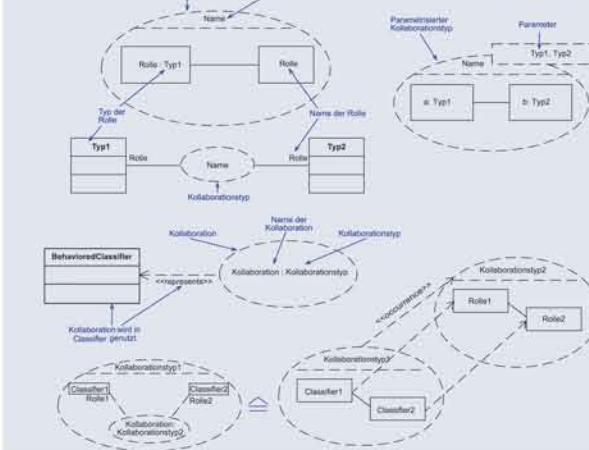 Name
Rolle : Typ1
Rolle
Typ der
Rolle
Name der Rolle
Typ1
Rolle
Name
Rolle
Typ2
Kollaborationstyp
Parametrisierter
Kollaborationstyp
Parameter
Typ1, Typ2
Name
a: Typ1
b: Typ2
Kollaboration
Name der
Kollaboration
Kollaborationstyp
BehavioredClassifier
<<represents>>
Kollaboration : Kollaborationstyp
Kollaboration wird in
Classifier genutzt
Kollaborationstyp2
<<occurrence>>
Rolle1
Rolle2
Kollaborationstyp1
Classifier1
Rolle1
Classifier2
Rolle2
Kollaboration:
Kollaborationstyp2
Classifier1
Classifier2